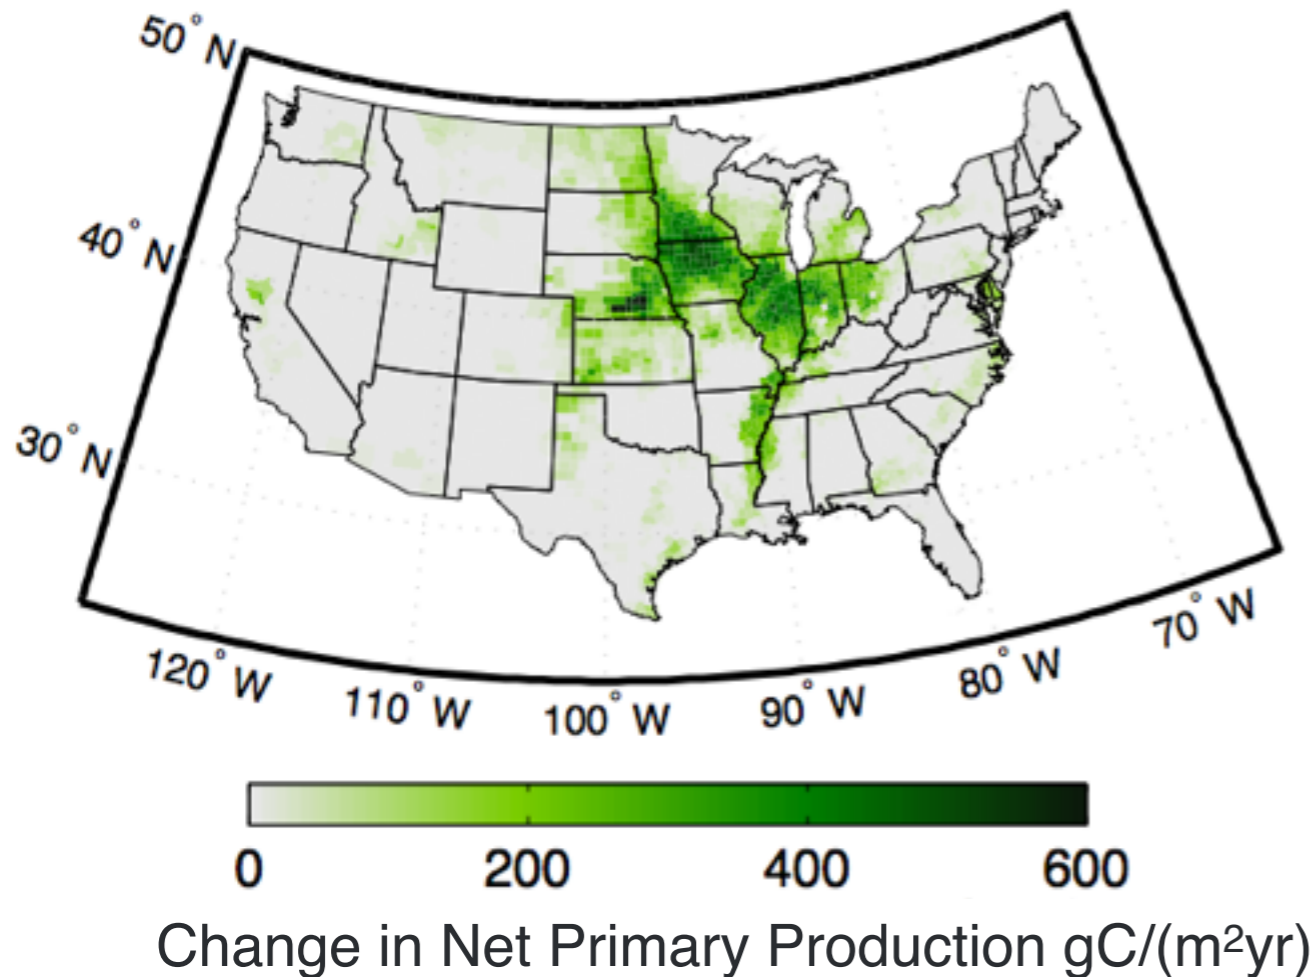 50° N
40° N
30° N
120° W
110° W
100° W
90° W
80° W
70° W
0 200 400 600
Change in Net Primary Production gC/(m²yr)